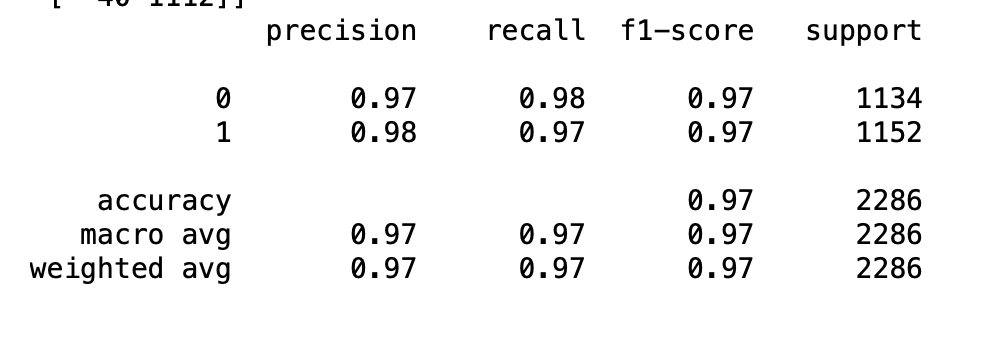 [  40 1112]]
precision recall f1-score support
0 0.97 0.98 0.97 1134
1 0.98 0.97 0.97 1152
accuracy 0.97 2286
macro avg 0.97 0.97 0.97 2286
weighted avg 0.97 0.97 0.97 2286